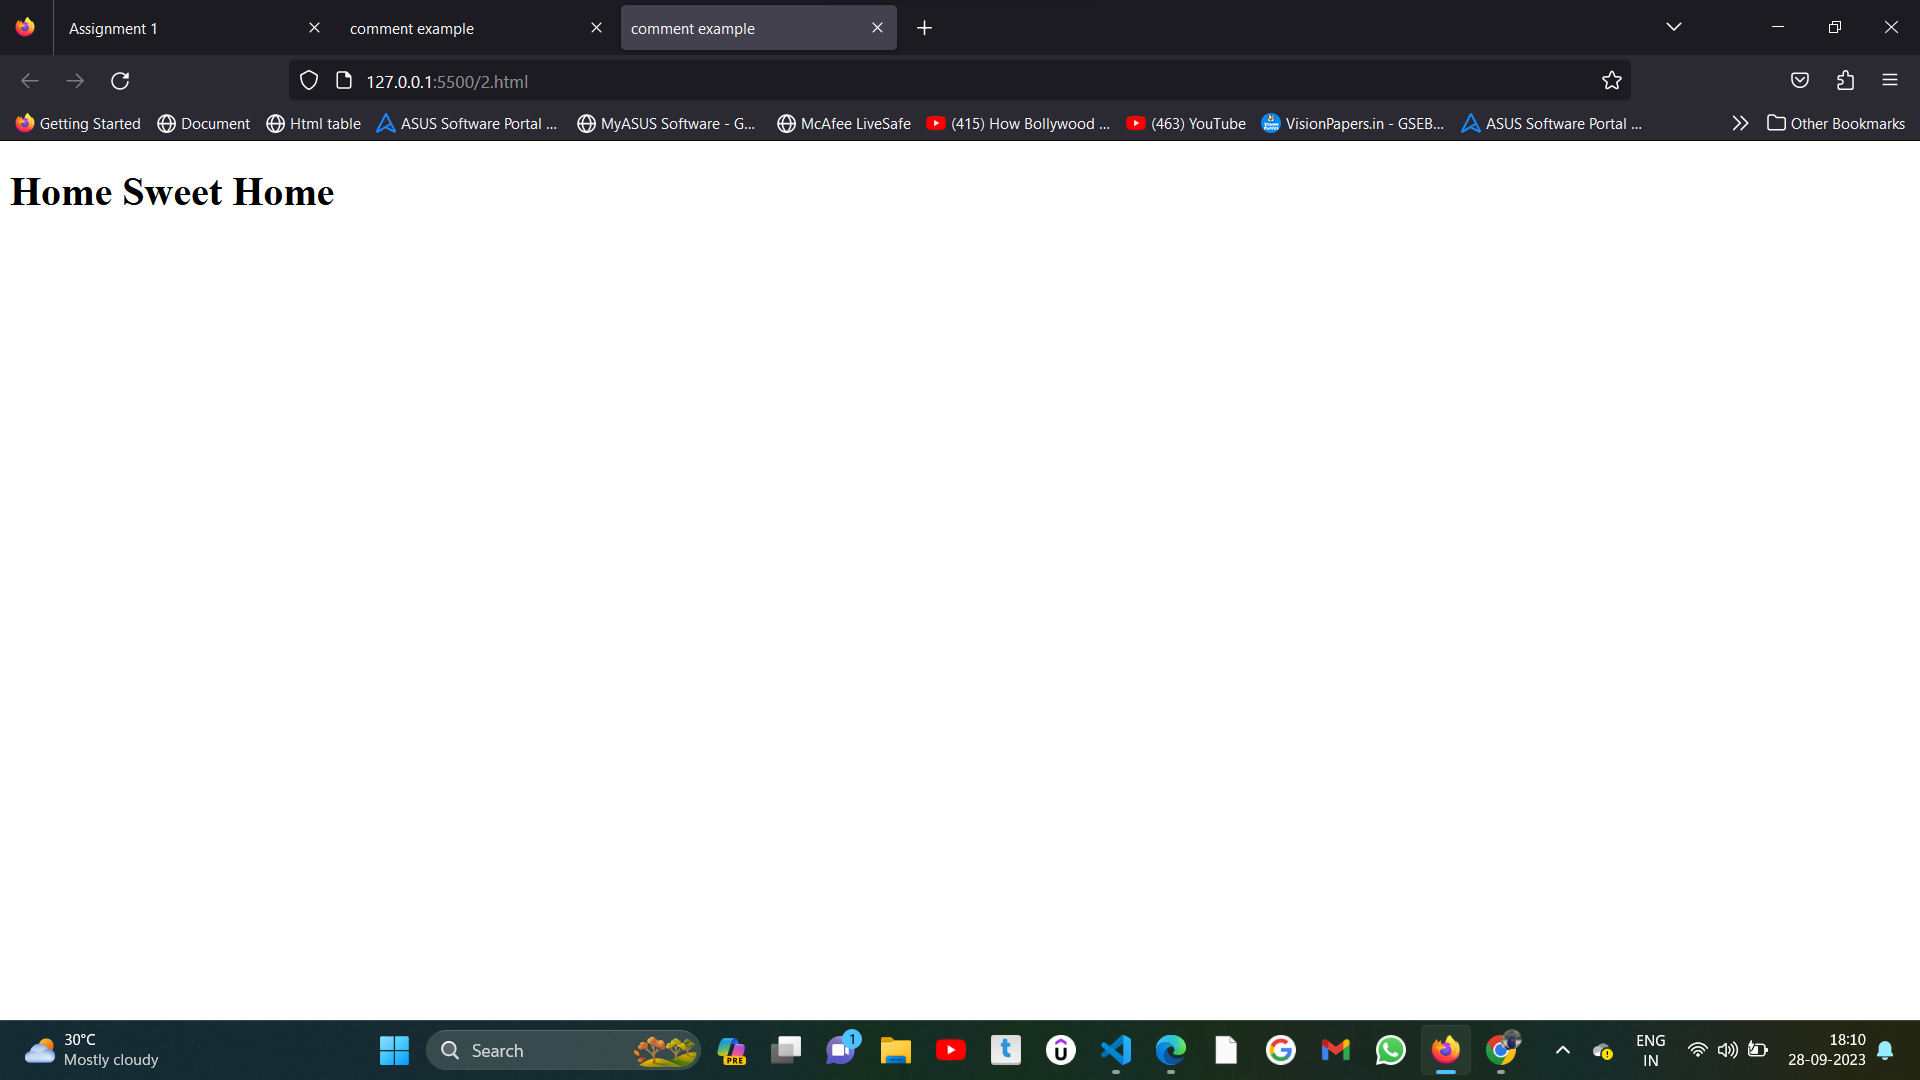 Assignment 1
comment example
comment example
127.0.0.1:5500/2.html
Getting Started
Document
Html table
ASUS Software Portal ...
MyASUS Software - G...
McAfee LiveSafe
(415) How Bollywood ...
(463) YouTube
VisionPapers.in - GSEB...
ASUS Software Portal ...
Other Bookmarks
Home Sweet Home
30°C
Mostly cloudy
Search
PRE
1
t
ENG
IN
18:10
28-09-2023